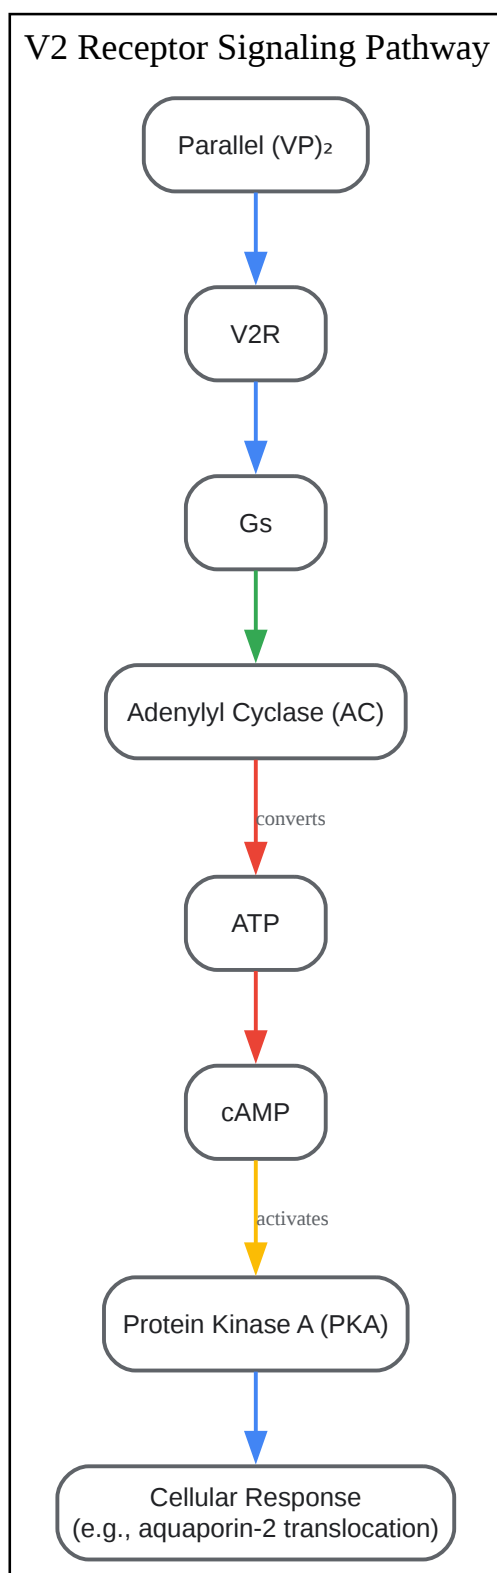 V2 Receptor Signaling Pathway
Parallel (VP)₂
V2R
Gs
Adenylyl Cyclase (AC)
converts
ATP
cAMP
activates
Protein Kinase A (PKA)
Cellular Response
(e.g., aquaporin-2 translocation)